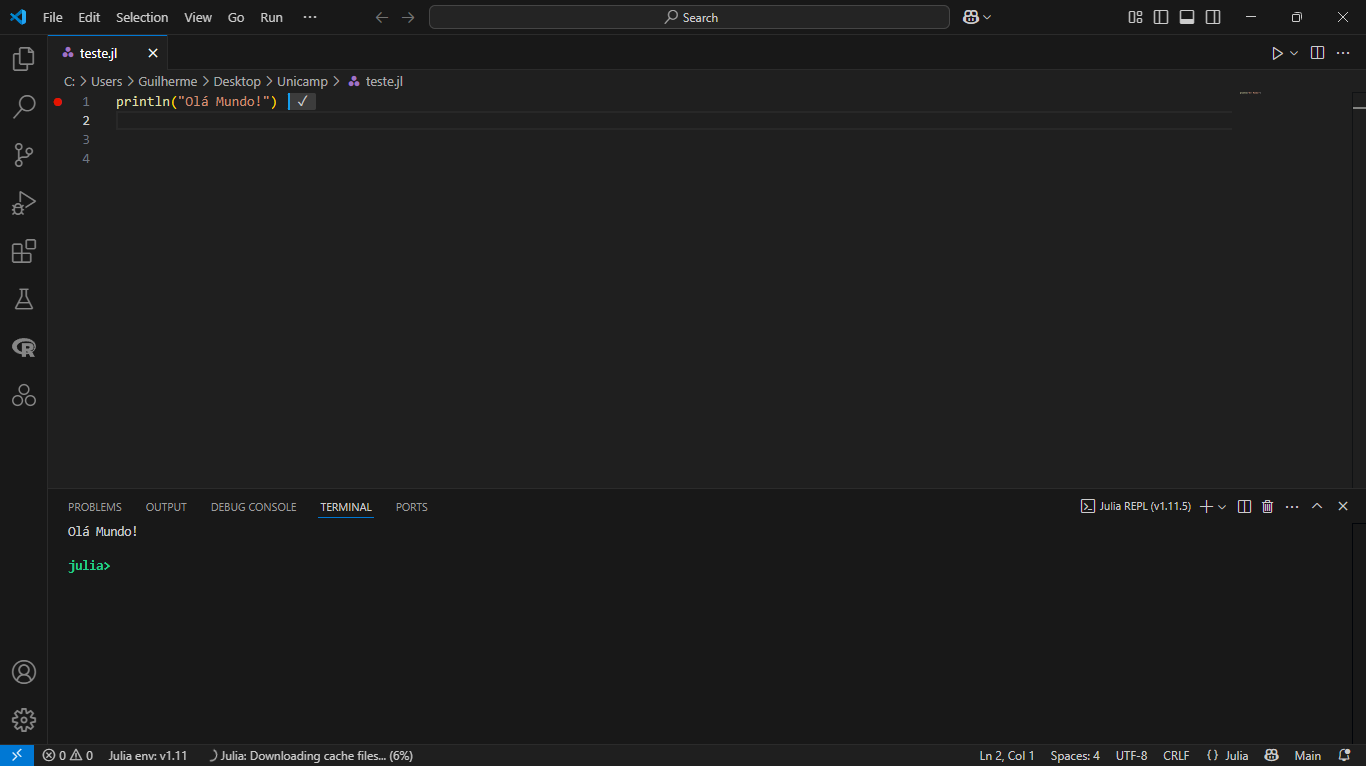 File Edit Selection View Go Run ··· Search
teste.jl
C: > Users > Guilherme > Desktop > Unicamp > teste.jl
1 println("Olá Mundo!") ✓
2
3
4
PROBLEMS OUTPUT DEBUG CONSOLE TERMINAL PORTS Julia REPL (v1.11.5)
Olá Mundo!
julia>
0 0 Julia env: v1.11 Julia: Downloading cache files... (6%) Ln 2, Col 1 Spaces: 4 UTF-8 CRLF {} Julia Main